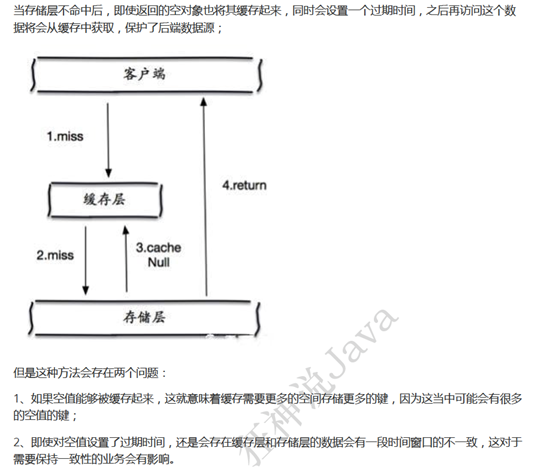 当存储层不命中后，即使返回的空对象也将其缓存起来，同时会设置一个过期时间，之后再访问这个数
据将会从缓存中获取，保护了后端数据源；
客户端
1.miss
4.return
缓存层
2.miss
3.cache
Null
存储层
但是这种方法会存在两个问题：
1、如果空值能够被缓存起来，这就意味着缓存需要更多的空间存储更多的键，因为这当中可能会有很多
的空值的键；
2、即使对空值设置了过期时间，还是会存在缓存层和存储层的数据会有一段时间窗口的不一致，这对于
需要保持一致性的业务会有影响。
狂神说Java